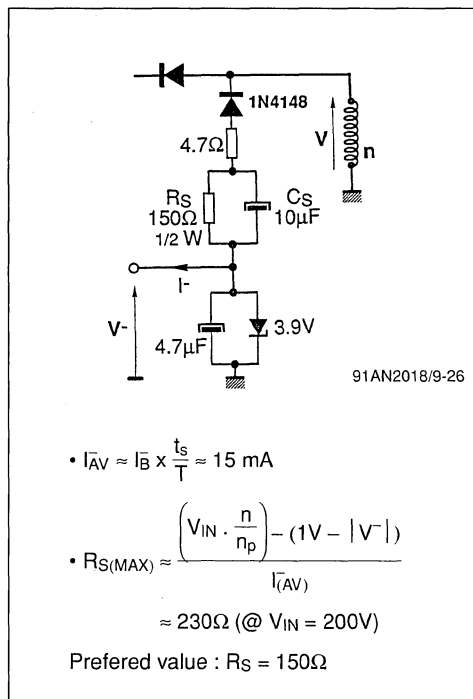 1N4148
4.7Ω
V
n
RS
150Ω
1/2 W
CS
10μF
I-
V-
4.7μF
3.9V
91AN2018/9-26
• I-AV ≈ I-B x ts/T ≈ 15 mA
• RS(MAX) ≈ ((VIN . n/np) – (1V – |V-|)) / I-(AV)
≈ 230Ω (@ VIN = 200V)
Prefered value : RS = 150Ω